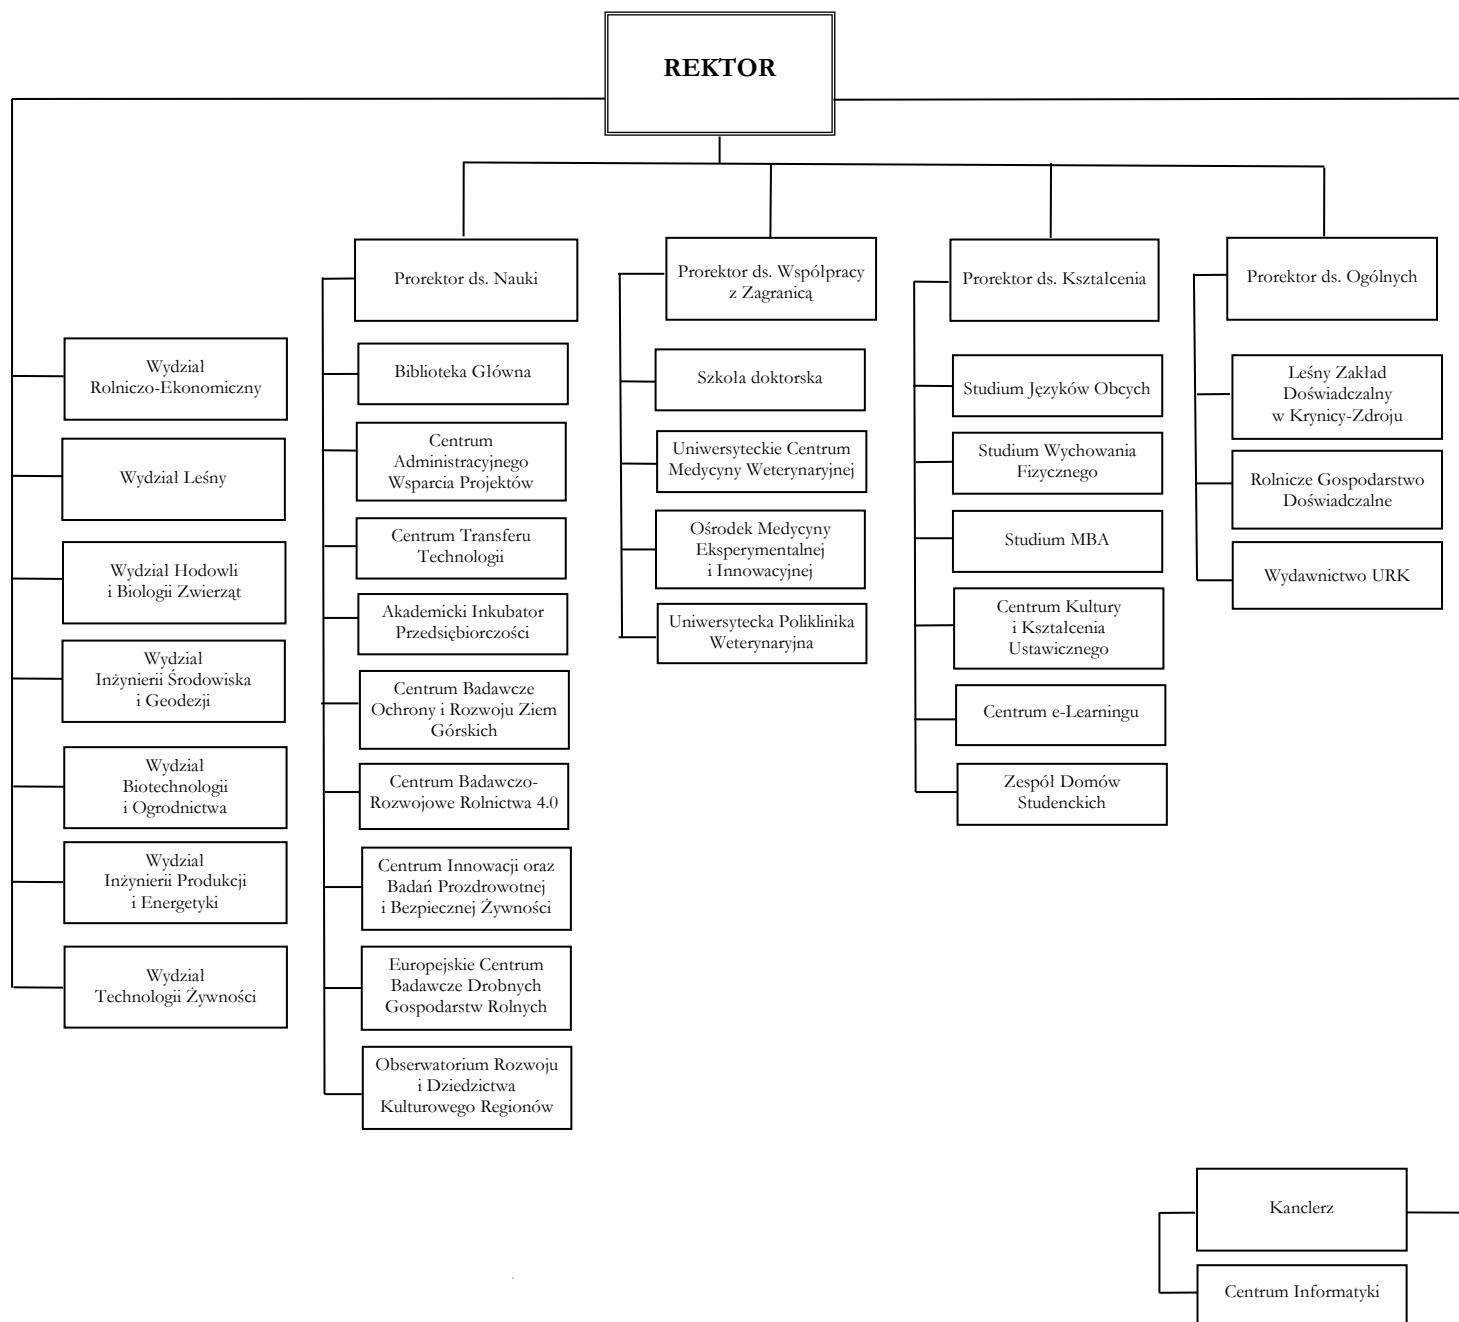 REKTOR
Prorektor ds. Nauki
Prorektor ds. Współpracy
z Zagranicą
Prorektor ds. Kształcenia
Prorektor ds. Ogólnych
Wydział
Rolniczo-Ekonomiczny
Wydział Leśny
Wydział Hodowli
i Biologii Zwierząt
Wydział
Inżynierii Środowiska
i Geodezji
Wydział
Biotechnologii
i Ogrodnictwa
Wydział
Inżynierii Produkcji
i Energetyki
Wydział
Technologii Żywności
Biblioteka Główna
Centrum
Administracyjnego
Wsparcia Projektów
Centrum Transferu
Technologii
Akademicki Inkubator
Przedsiębiorczości
Centrum Badawcze
Ochrony i Rozwoju Ziem
Górskich
Centrum Badawczo-
Rozwojowe Rolnictwa 4.0
Centrum Innowacji oraz
Badań Prozdrowotnej
i Bezpiecznej Żywności
Europejskie Centrum
Badawcze Drobnych
Gospodarstw Rolnych
Obserwatorium Rozwoju
i Dziedzictwa
Kulturowego Regionów
Szkoła doktorska
Uniwersyteckie Centrum
Medycyny Weterynaryjnej
Ośrodek Medycyny
Eksperymentalnej
i Innowacyjnej
Uniwersytecka Poliklinika
Weterynaryjna
Studium Języków Obcych
Studium Wychowania
Fizycznego
Studium MBA
Centrum Kultury
i Kształcenia
Ustawicznego
Centrum e-Learningu
Zespół Domów
Studenckich
Leśny Zakład
Doświadczalny
w Krynicy-Zdroju
Rolnicze Gospodarstwo
Doświadczalne
Wydawnictwo URK
Kanclerz
Centrum Informatyki